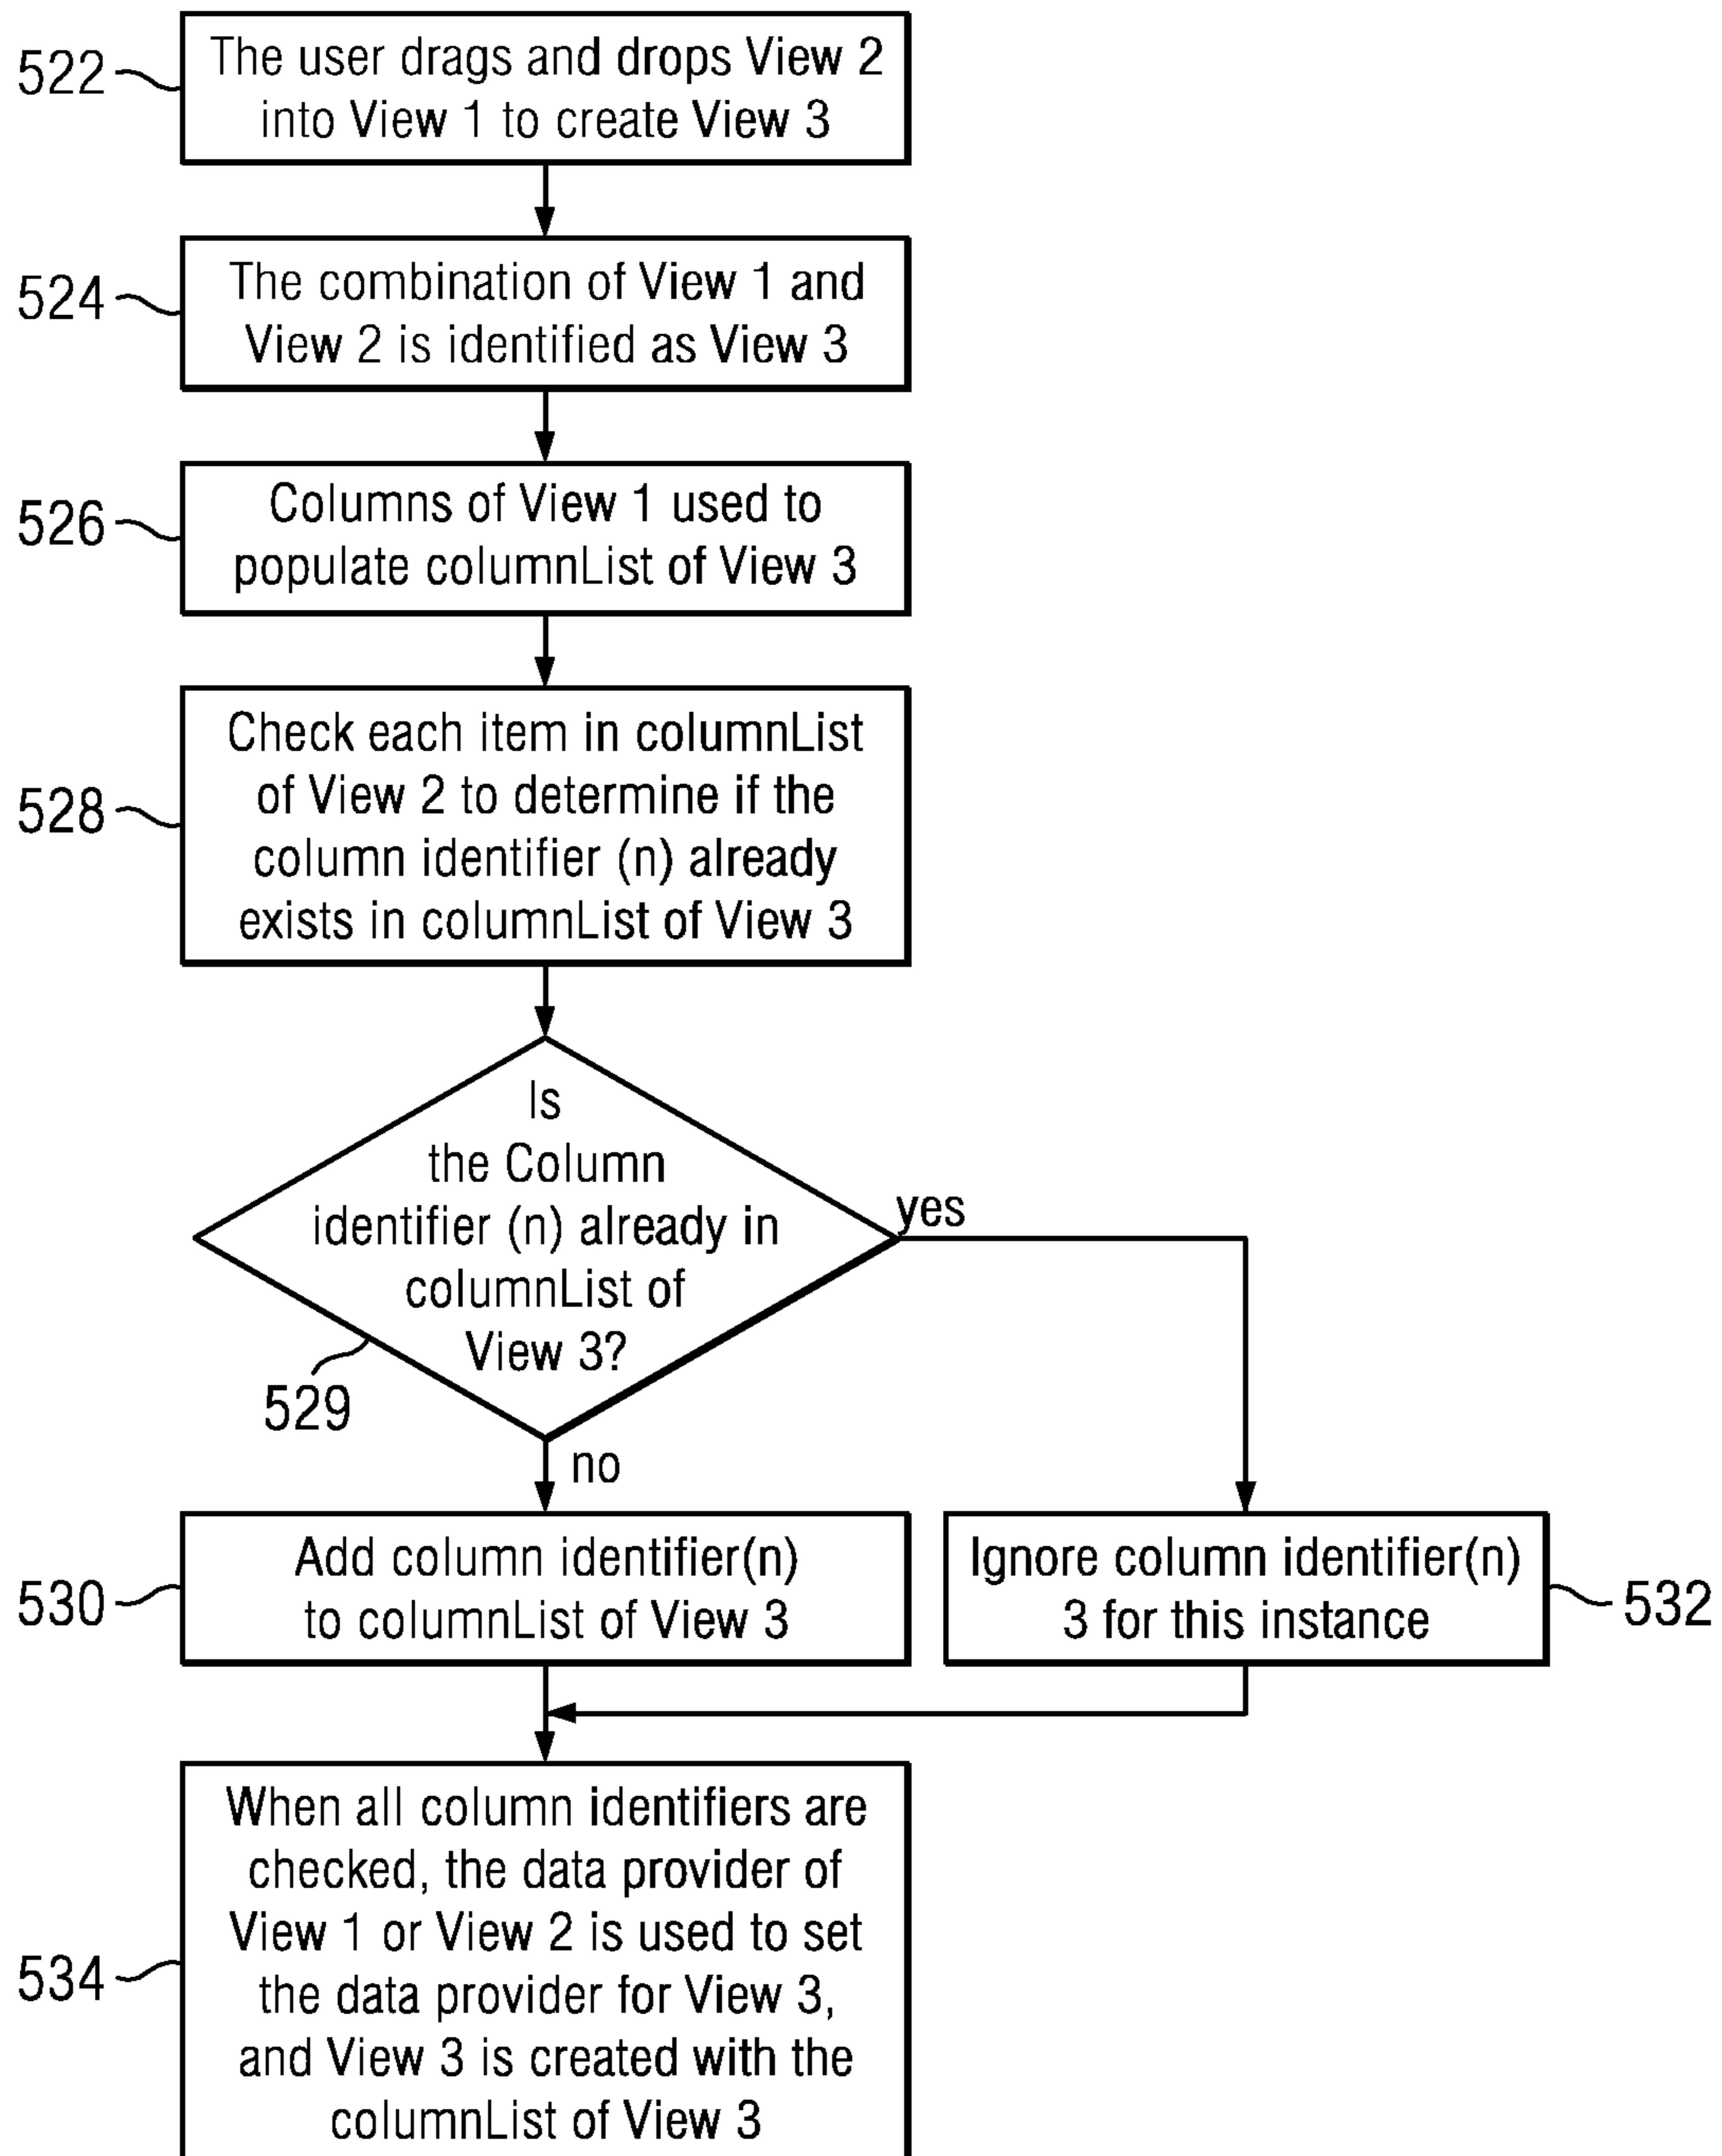 522
The user drags and drops View 2
into View 1 to create View 3
524
The combination of View 1 and
View 2 is identified as View 3
526
Columns of View 1 used to
populate columnList of View 3
528
Check each item in columnList
of View 2 to determine if the
column identifier (n) already
exists in columnList of View 3
Is
the Column
identifier (n) already in
columnList of
View 3?
yes
529
no
530
Add column identifier(n)
to columnList of View 3
Ignore column identifier(n)
3 for this instance
532
534
When all column identifiers are
checked, the data provider of
View 1 or View 2 is used to set
the data provider for View 3,
and View 3 is created with the
columnList of View 3